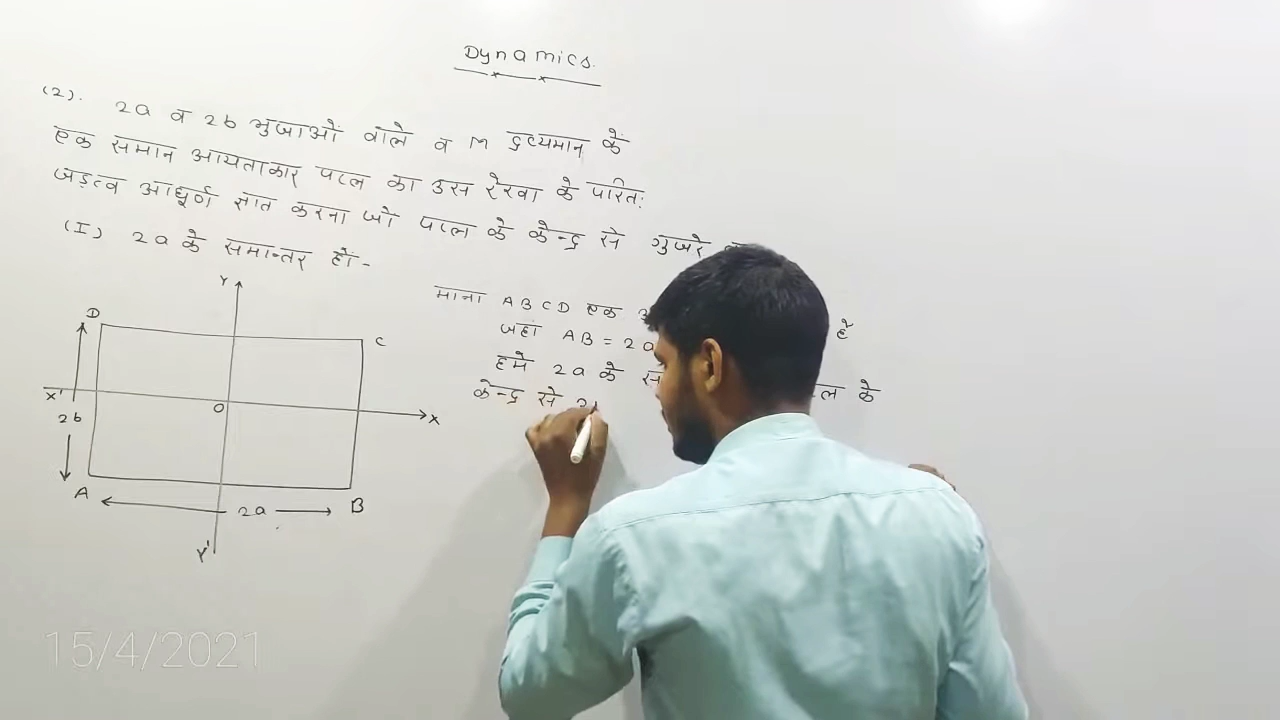 Dynamics.
(2). 2a व 2b भुजाओं वाले व M द्रव्यमान के
एक समान आयताकार पटल का उस रेखा के परितः
जड़त्व आघूर्ण ज्ञात करना जो पटल के केन्द्र से गुजरे
(I) 2a के समान्तर हों-
Y
D
C
X'
O
X
2b
A
2a
B
Y'
माना ABCD एक है
जहां AB = 2a
हमे 2a के के
केन्द्र से
15/4/2021